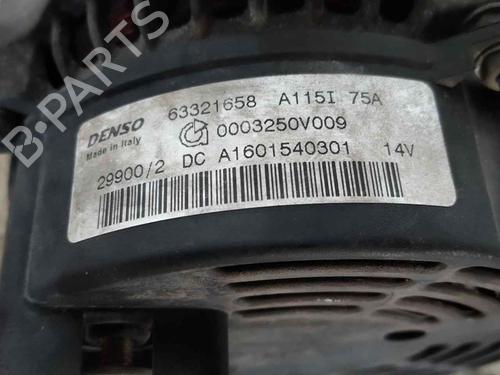 B-PARTS
DENSO 63321658 A115I 75A
Made in Italy 0003250V009
29900/2 DC A1601540301 14V